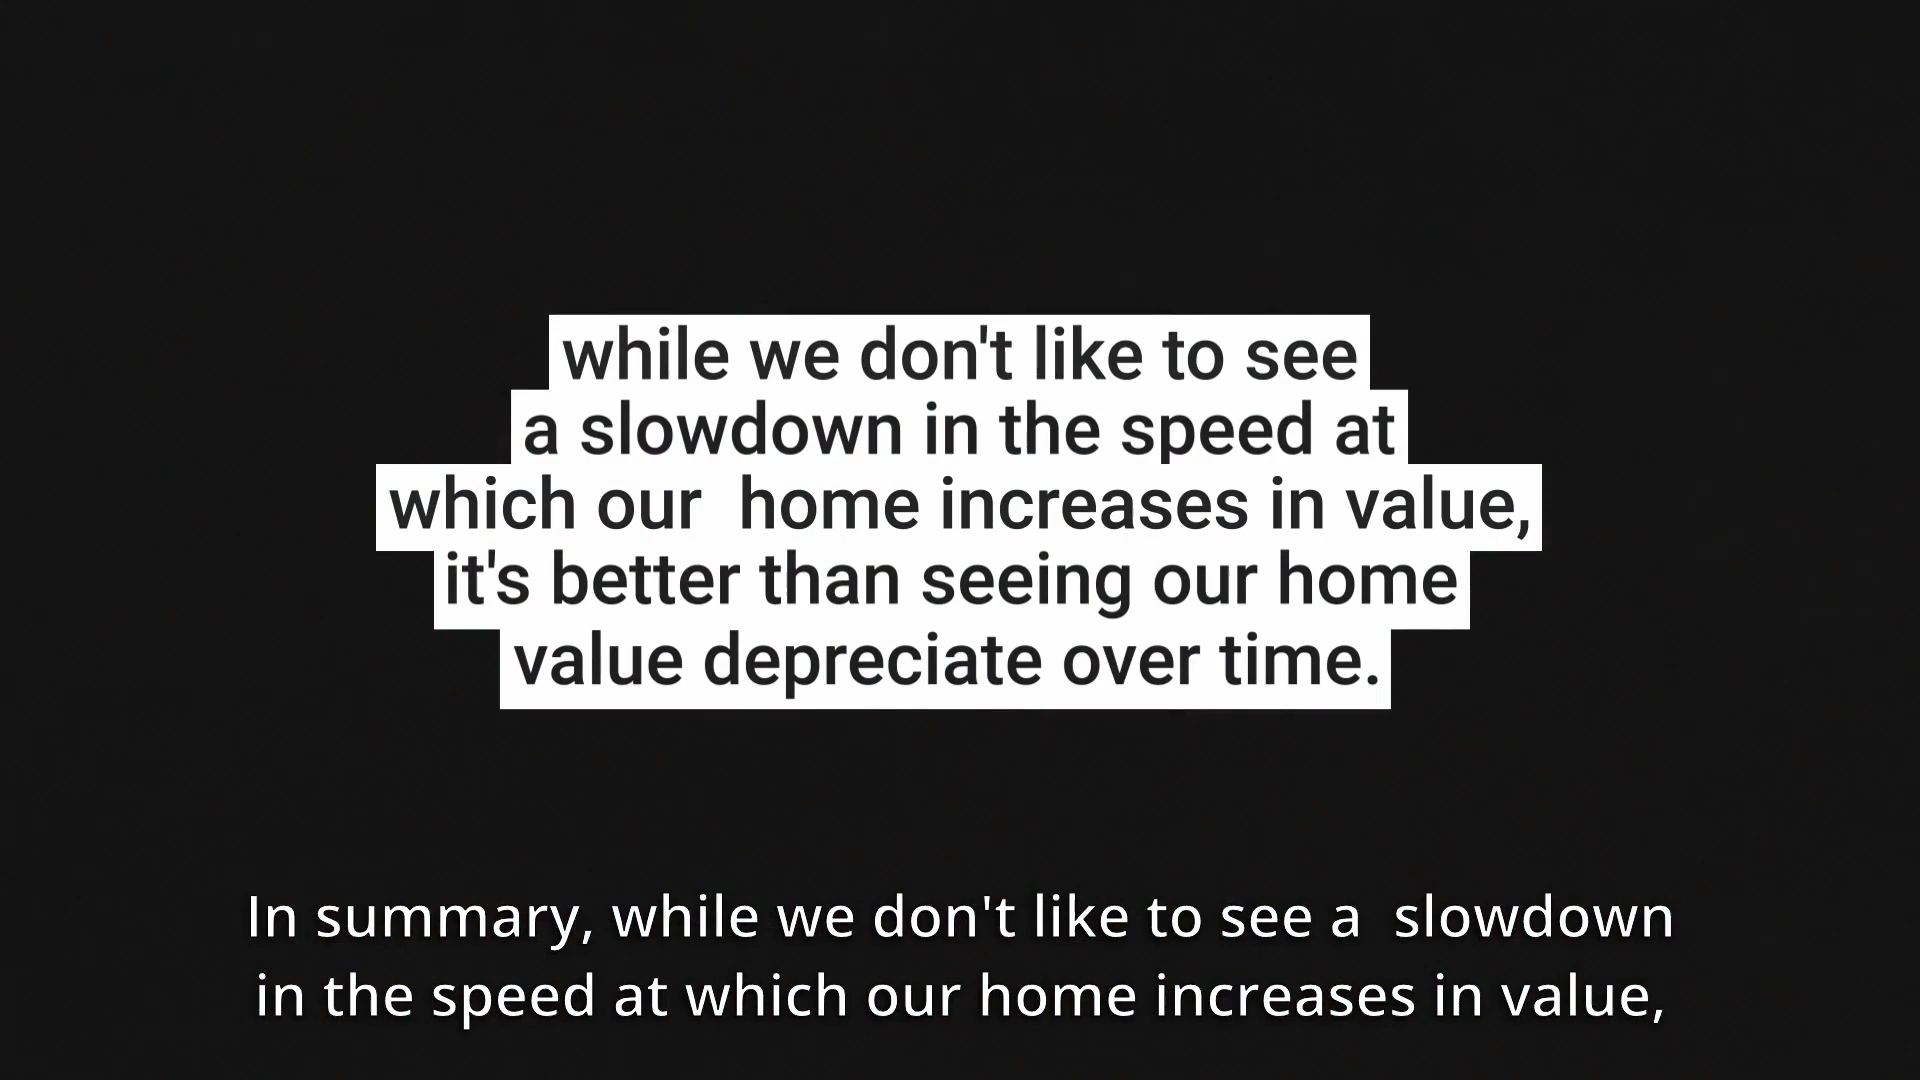 while we don't like to see
a slowdown in the speed at
which our  home increases in value,
it's better than seeing our home
value depreciate over time.
In summary, while we don't like to see a  slowdown
in the speed at which our home increases in value,